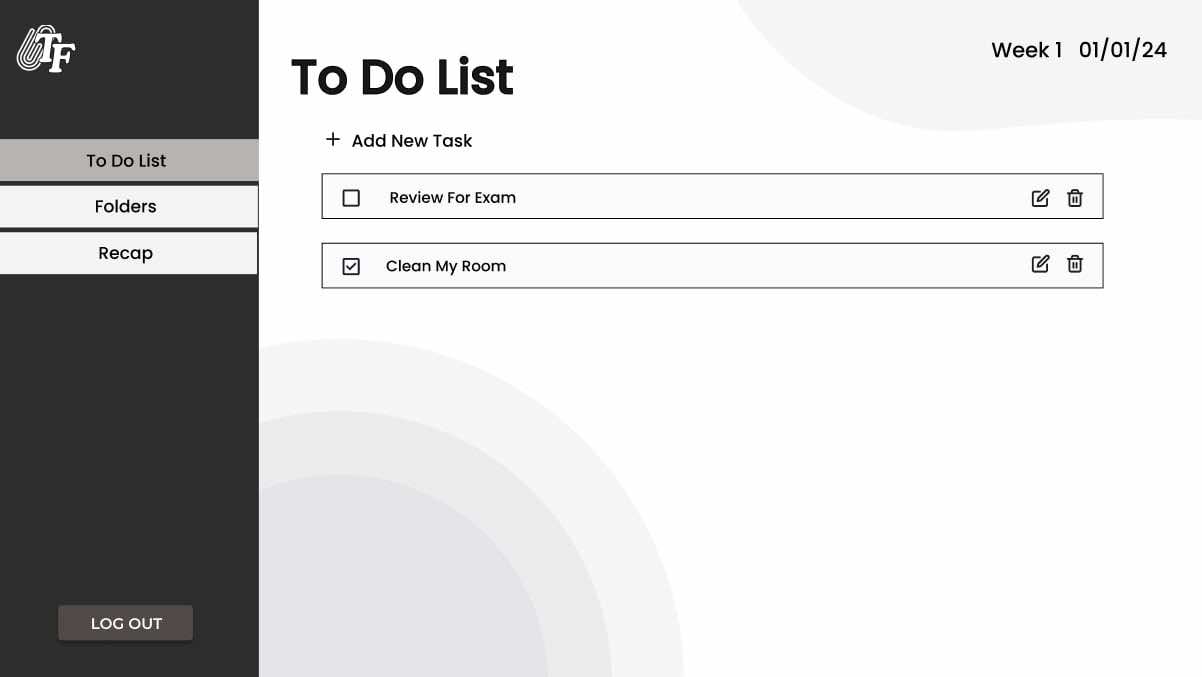 TF
To Do List
Folders
Recap
LOG OUT
To Do List
Week 1 01/01/24
Add New Task
Review For Exam
Clean My Room